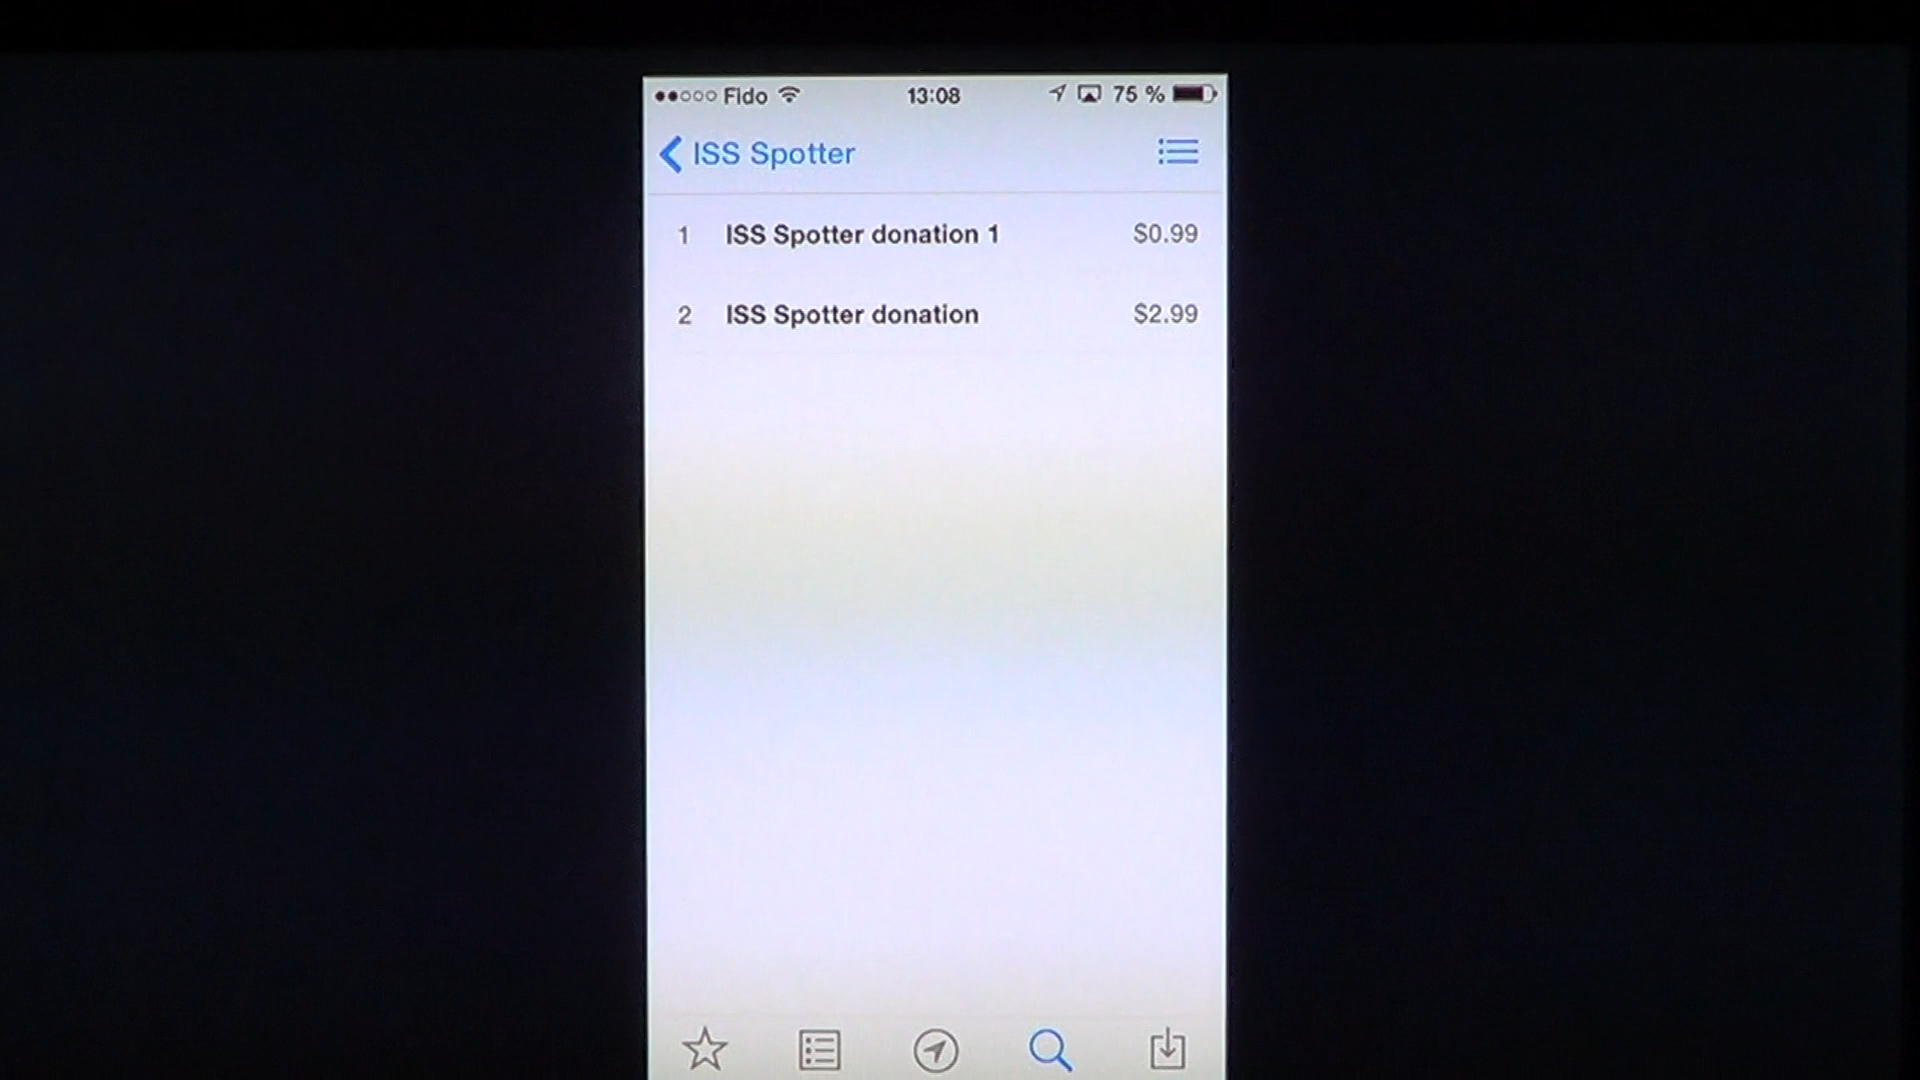 Fido 13:08 75 %
ISS Spotter
1 ISS Spotter donation 1 $0.99
2 ISS Spotter donation $2.99